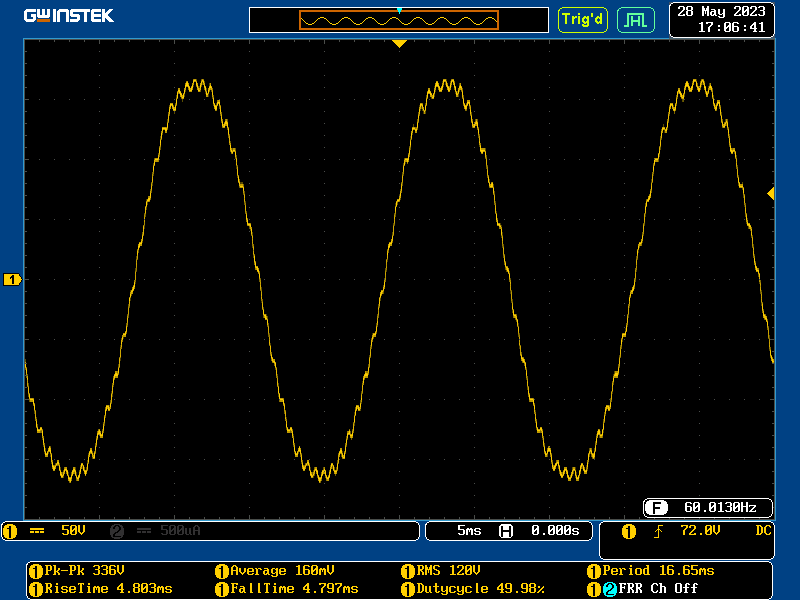 GWINSTEK
Trig'd
28 May 2023
17:06:41
1
F 60.0130Hz
1 50V 2 500uA 5ms H 0.000s 1 72.0V DC
1 Pk-Pk 336V 1 Average 160mV 1 RMS 120V 1 Period 16.65ms
1 RiseTime 4.803ms 1 FallTime 4.797ms 1 Dutycycle 49.98% 1 2 FRR Ch Off